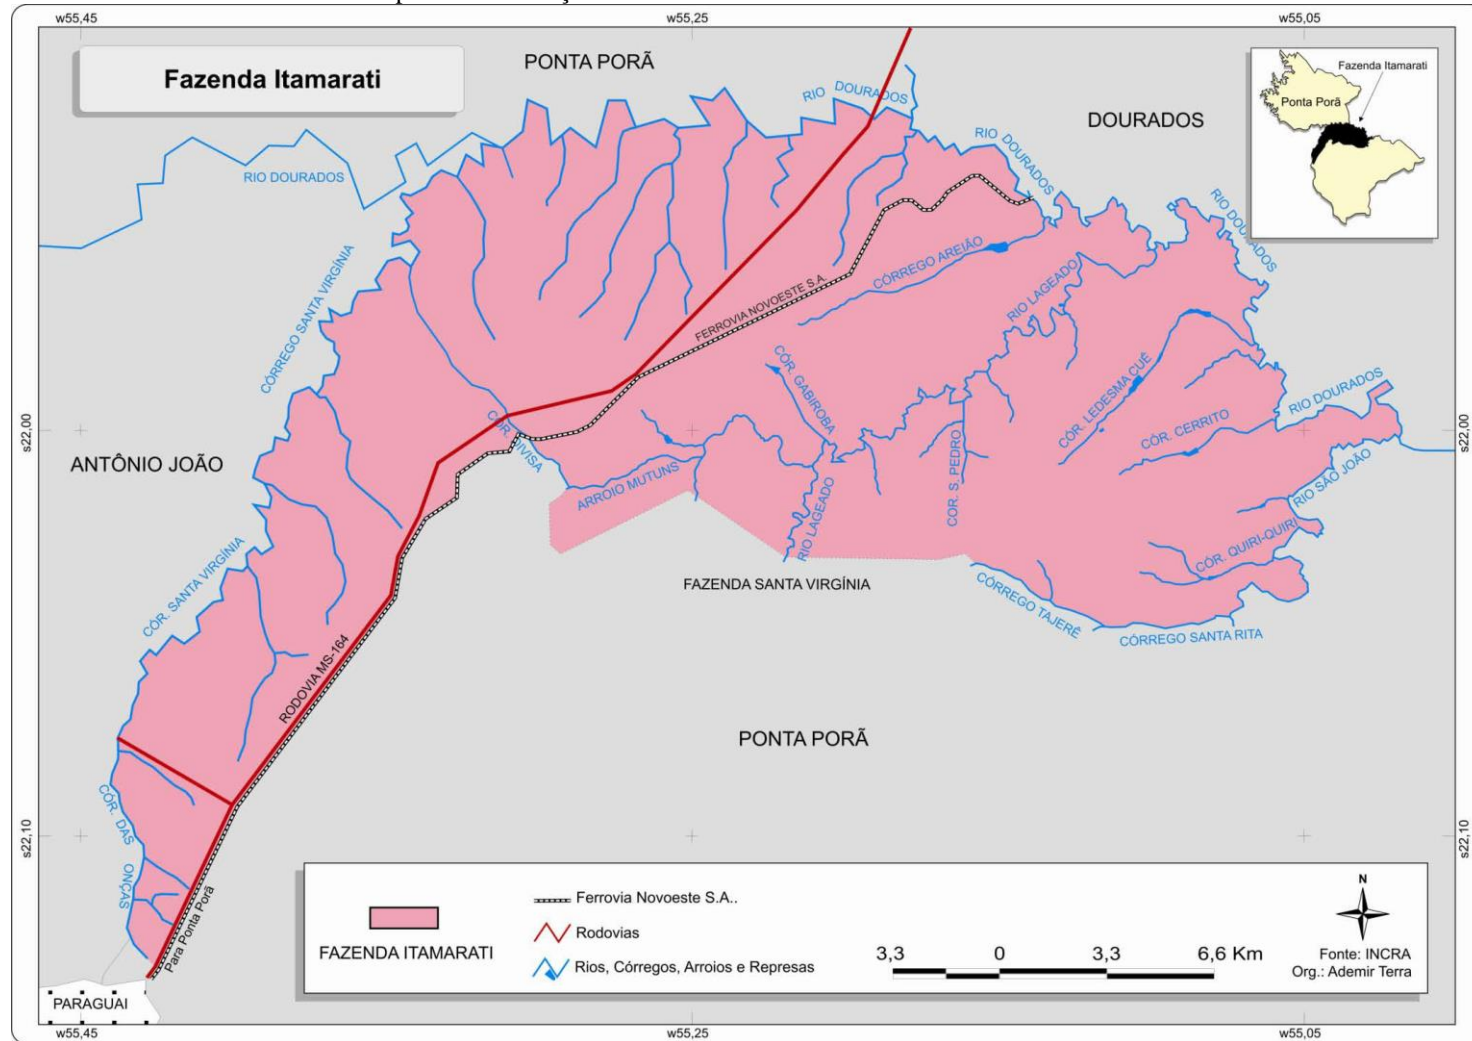 w55,45
w55,25
w55,05
Fazenda Itamarati
PONTA PORÃ
DOURADOS
Fazenda Itamarati
Ponta Porã
RIO DOURADOS
RIO DOURADOS
RIO DOURADOS
RIO DOURADOS
CÓRREGO SANTA VIRGÍNIA
CÓRREGO AREIÃO
RIO LAGEADO
FERROVIA NOVOESTE S.A.
CÓR. GABIROBA
CÓR. LEDESMA CUÊ
RIO DOURADOS
s22,00
s22,00
CÓR. DIVISA
CÓR. CERRITO
ANTÔNIO JOÃO
ARROIO MUTUNS
RIO LAGEADO
COR. S. PEDRO
RIO SÃO JOÃO
CÓR. QUIRI-QUIRI
CÓR. SANTA VIRGÍNIA
FAZENDA SANTA VIRGÍNIA
CÓRREGO TAJERÊ
CÓRREGO SANTA RITA
RODOVIA MS-164
PONTA PORÃ
CÓR. DAS ONÇAS
s22,10
s22,10
Para Ponta Porã
PARAGUAI
FAZENDA ITAMARATI
Ferrovia Novoeste S.A..
Rodovias
Rios, Córregos, Arroios e Represas
3,3 0 3,3 6,6 Km
N
Fonte: INCRA
Org.: Ademir Terra
w55,45
w55,25
w55,05